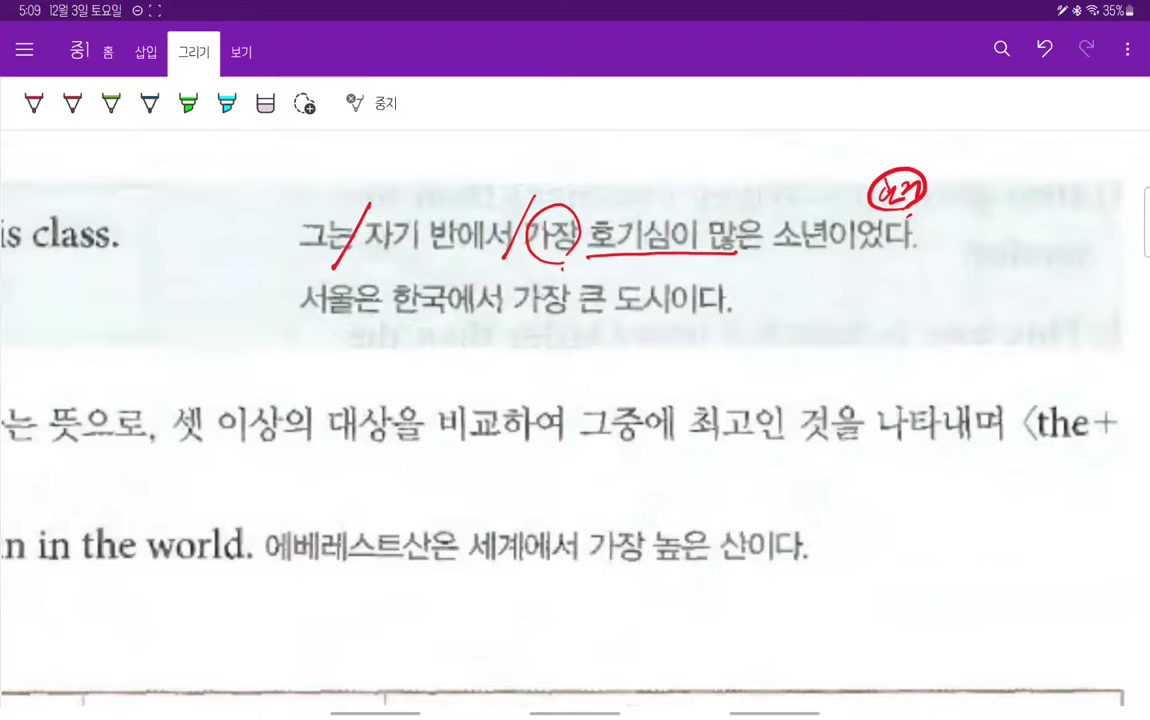 5:09 12월 3일 토요일 35%
중1 홈 삽입 그리기 보기
중지
is class. 그는 자기 반에서 가장 호기심이 많은 소년이었다.
서울은 한국에서 가장 큰 도시이다.
는 뜻으로, 셋 이상의 대상을 비교하여 그중에 최고인 것을 나타내며 〈the+
n in the world. 에베레스트산은 세계에서 가장 높은 산이다.